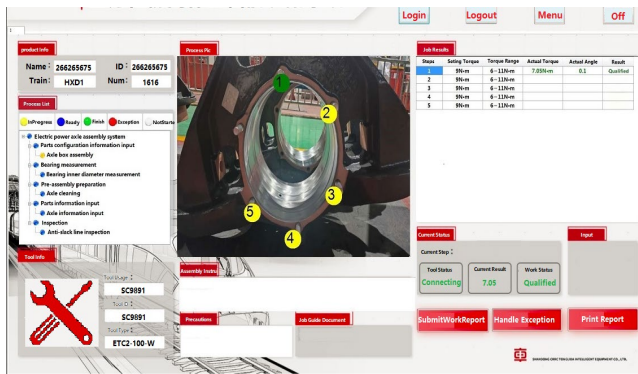 Login Logout Menu Off
1
product Info
Name: 266265675 ID: 266265675
Train: HXD1 Num: 1616
Process List
InProgress Ready Finish Exception NotStarte
Electric power axle assembly system
Parts configuration information input
Axle box assembly
Bearing measurement
Bearing inner diameter measurement
Pre-assembly preparation
Axle cleaning
Parts information input
Axle information input
Inspection
Anti-slack line inspection
Tool Info
Tool Usage:
SC9891
Tool ID:
SC9891
Tool Type:
ETC2-100-W
Process Pic
1
2
3
4
5
Assembly Instru
Precautions
Job Guide Document
Job Results
Steps Seting Torque Torque Range Actual Torque Actual Angle Result
1 9N-m 6-11N-m 7.05N-m 0.1 Qualified
2 9N-m 6-11N-m
3 9N-m 6-11N-m
4 9N-m 6-11N-m
5 9N-m 6-11N-m
Current Status
Current Step:
Tool Status Current Result Work Status
Connecting 7.05 Qualified
Input
SubmitWorkReport Handle Exception Print Report